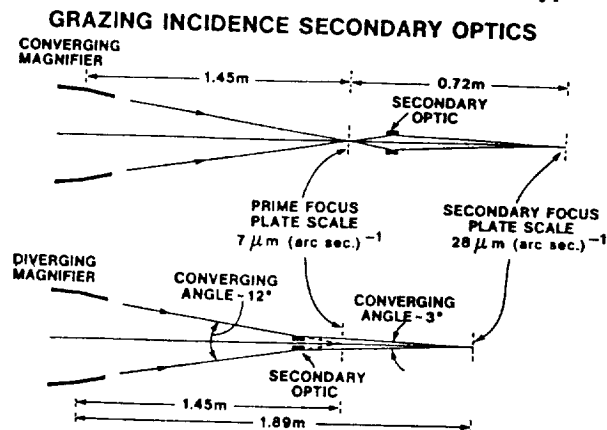 GRAZING INCIDENCE SECONDARY OPTICS
CONVERGING
MAGNIFIER
1.45m
0.72m
SECONDARY
OPTIC
PRIME FOCUS
PLATE SCALE
7 μm (arc sec.)⁻¹
SECONDARY FOCUS
PLATE SCALE
28 μm (arc sec.)⁻¹
DIVERGING
MAGNIFIER
CONVERGING
ANGLE~12°
CONVERGING
ANGLE~3°
SECONDARY
OPTIC
1.45m
1.89m